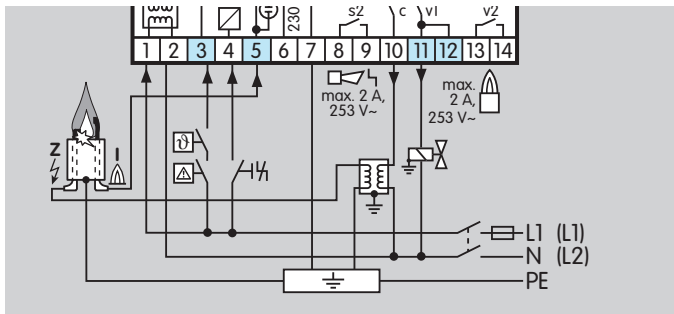 230
s2 c v1 v2
1 2 3 4 5 6 7 8 9 10 11 12 13 14
max. 2 A,
253 V~
max.
2 A,
253 V~
Z
I
ϑ
L1 (L1)
N (L2)
PE